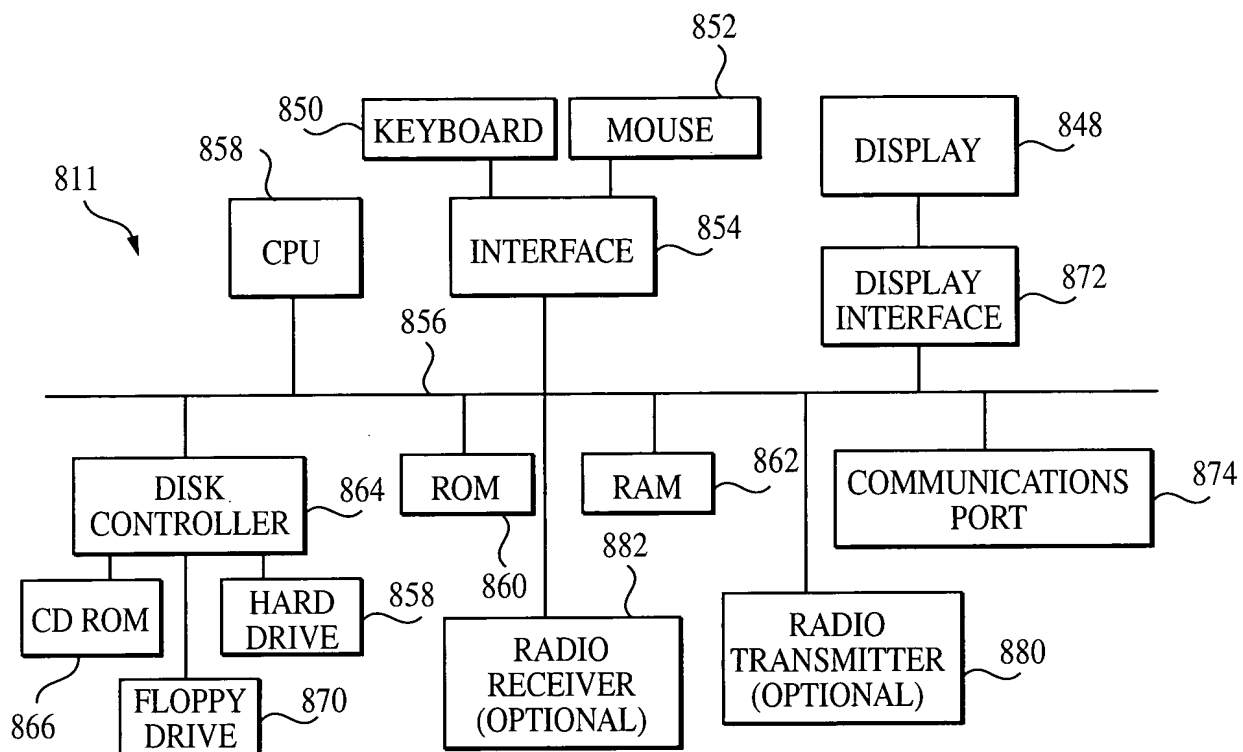 852
850
KEYBOARD
MOUSE
848
DISPLAY
858
811
CPU
INTERFACE
854
DISPLAY
INTERFACE
872
856
DISK
CONTROLLER
864
ROM
860
RAM
862
COMMUNICATIONS
PORT
874
CD ROM
866
HARD
DRIVE
858
882
RADIO
RECEIVER
(OPTIONAL)
RADIO
TRANSMITTER
(OPTIONAL)
880
FLOPPY
DRIVE
870